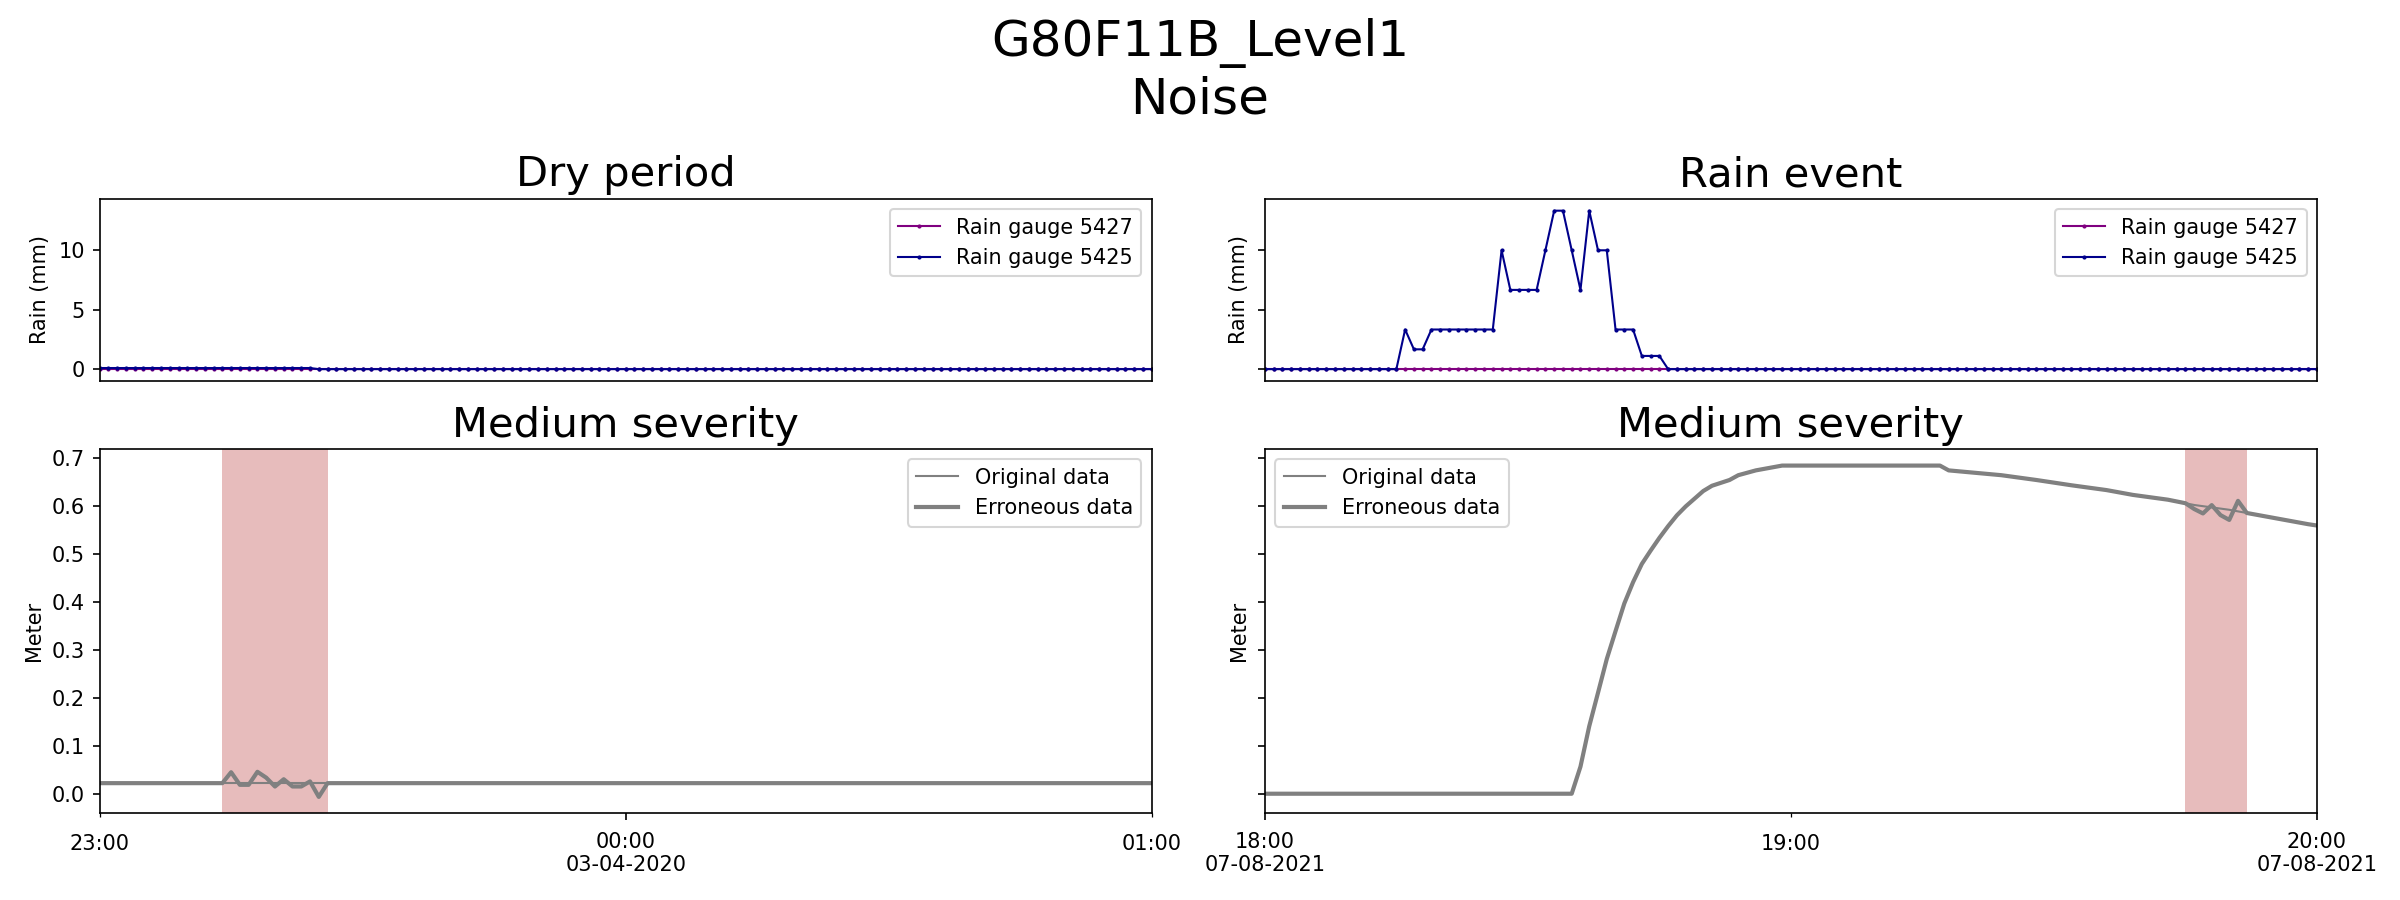 G80F11B_Level1
Noise
Dry period
Rain event
Rain (mm)
10
5
0
Rain gauge 5427
Rain gauge 5425
Rain (mm)
Rain gauge 5427
Rain gauge 5425
Medium severity
Medium severity
Meter
0.7
0.6
0.5
0.4
0.3
0.2
0.1
0.0
Original data
Erroneous data
23:00
00:00
03-04-2020
01:00
Meter
Original data
Erroneous data
18:00
07-08-2021
19:00
20:00
07-08-2021